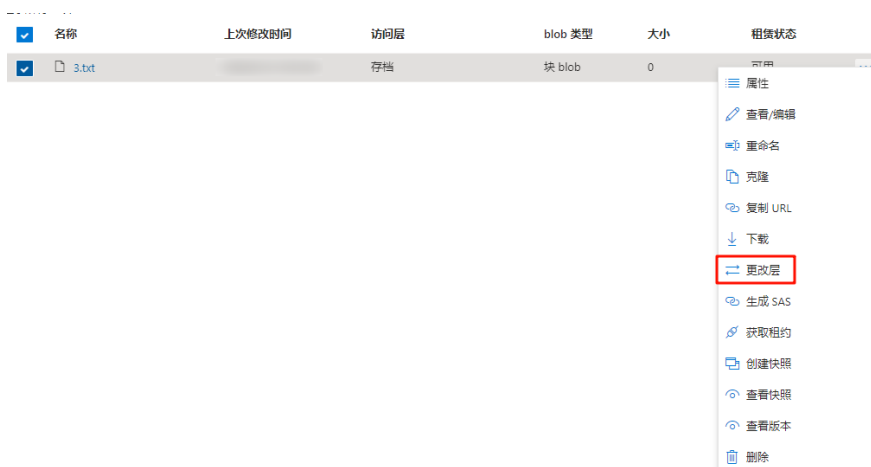 名称 上次修改时间 访问层 blob 类型 大小 租赁状态
3.txt 存档 块 blob 0 可用
属性
查看/编辑
重命名
克隆
复制 URL
下载
更改层
生成 SAS
获取租约
创建快照
查看快照
查看版本
删除